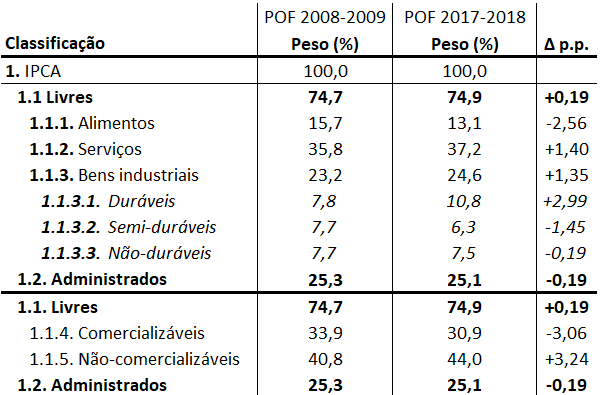 POF 2008-2009 POF 2017-2018
Classificação Peso (%) Peso (%) Δ p.p.
1. IPCA 100,0 100,0
1.1 Livres 74,7 74,9 +0,19
1.1.1. Alimentos 15,7 13,1 -2,56
1.1.2. Serviços 35,8 37,2 +1,40
1.1.3. Bens industriais 23,2 24,6 +1,35
1.1.3.1. Duráveis 7,8 10,8 +2,99
1.1.3.2. Semi-duráveis 7,7 6,3 -1,45
1.1.3.3. Não-duráveis 7,7 7,5 -0,19
1.2. Administrados 25,3 25,1 -0,19
1.1. Livres 74,7 74,9 +0,19
1.1.4. Comercializáveis 33,9 30,9 -3,06
1.1.5. Não-comercializáveis 40,8 44,0 +3,24
1.2. Administrados 25,3 25,1 -0,19